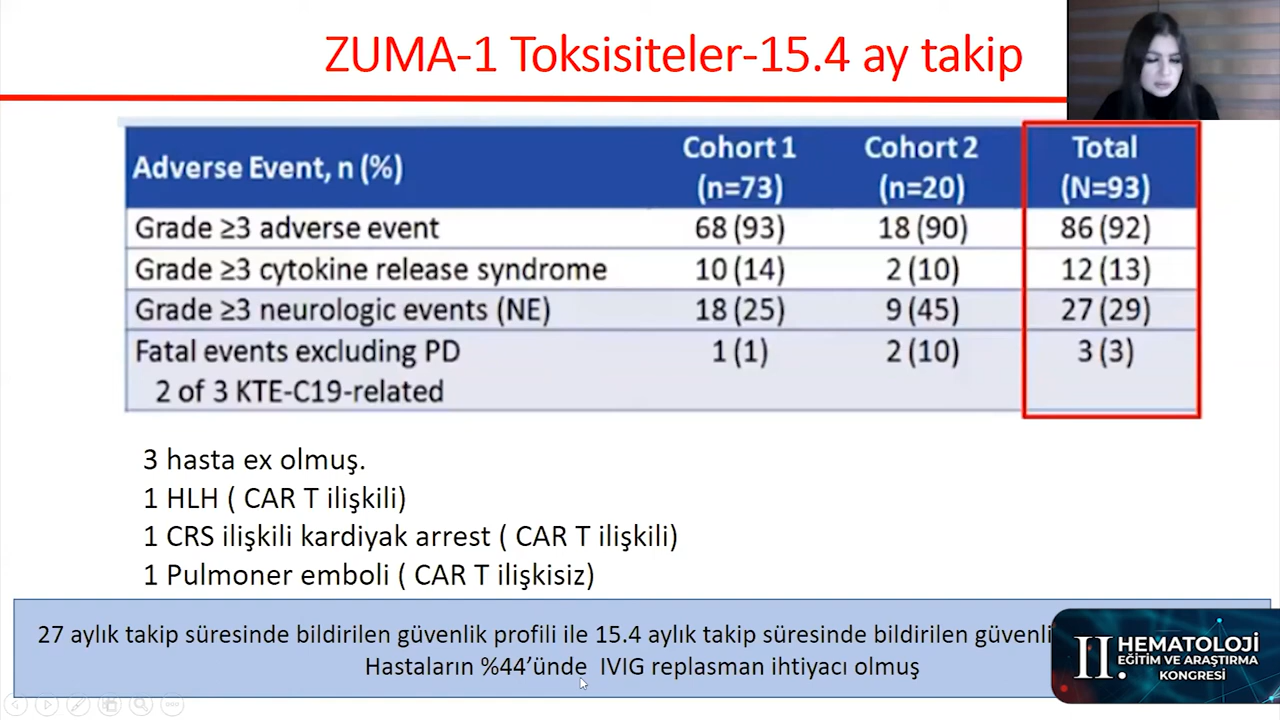 ZUMA-1 Toksisiteler-15.4 ay takip
Adverse Event, n (%) Cohort 1 (n=73) Cohort 2 (n=20) Total (N=93)
Grade ≥3 adverse event 68 (93) 18 (90) 86 (92)
Grade ≥3 cytokine release syndrome 10 (14) 2 (10) 12 (13)
Grade ≥3 neurologic events (NE) 18 (25) 9 (45) 27 (29)
Fatal events excluding PD 1 (1) 2 (10) 3 (3)
2 of 3 KTE-C19-related
3 hasta ex olmuş.
1 HLH ( CAR T ilişkili)
1 CRS ilişkili kardiyak arrest ( CAR T ilişkili)
1 Pulmoner emboli ( CAR T ilişkisiz)
27 aylık takip süresinde bildirilen güvenlik profili ile 15.4 aylık takip süresinde bildirilen
Hastaların %44’ünde IVIG replasman ihtiyacı olmuş
II. HEMATOLOJİ
EĞİTİM VE ARAŞTIRMA
KONGRESİ